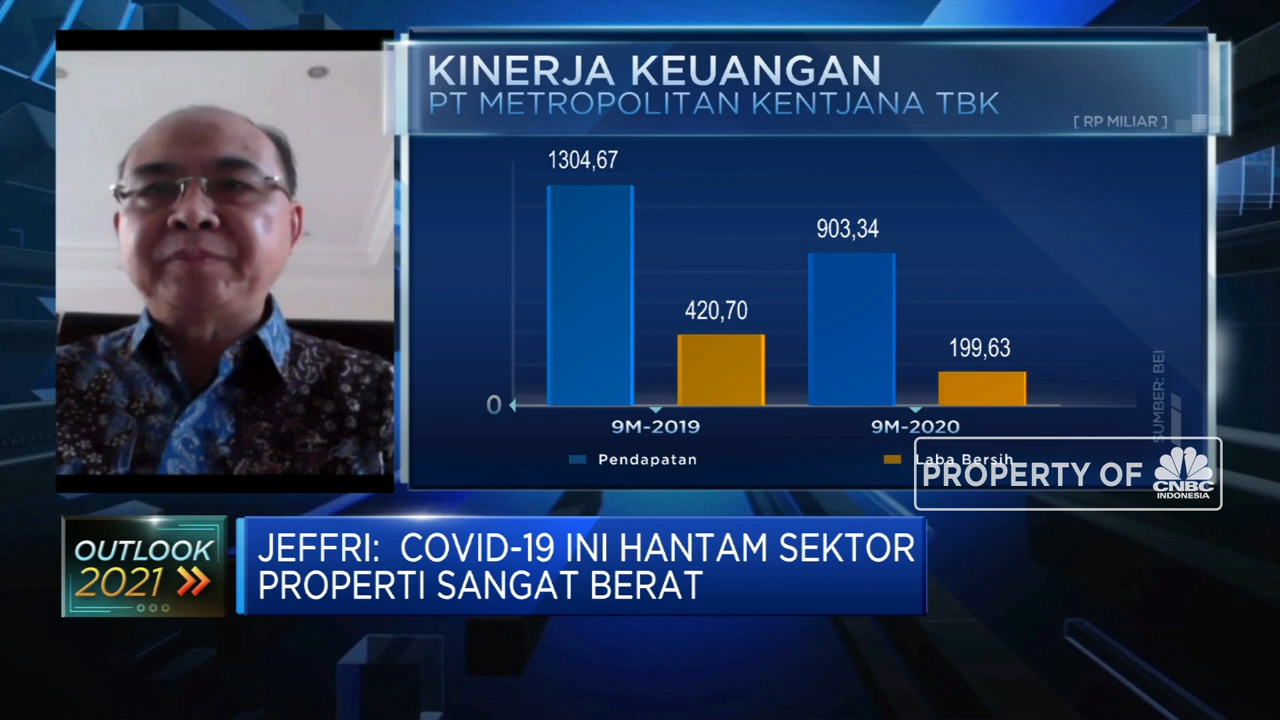 KINERJA KEUANGAN
PT METROPOLITAN KENTJANA TBK
[ RP MILIAR ]
1304,67
903,34
420,70
199,63
0
9M-2019
9M-2020
Pendapatan
Laba Bersih
SUMBER: BEI
PROPERTY OF
CNBC
INDONESIA
OUTLOOK
2021
JEFFRI: COVID-19 INI HANTAM SEKTOR
PROPERTI SANGAT BERAT